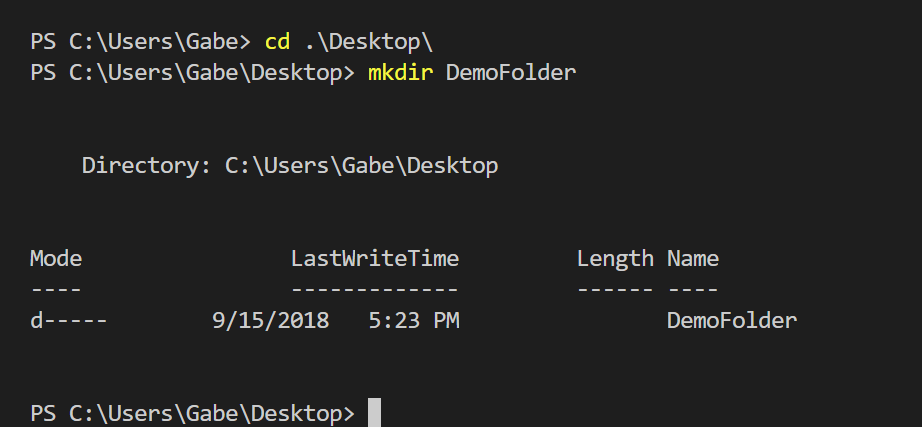 PS C:\Users\Gabe> cd .\Desktop\
PS C:\Users\Gabe\Desktop> mkdir DemoFolder
    Directory: C:\Users\Gabe\Desktop
Mode                LastWriteTime         Length Name
----                -------------         ------ ----
d-----        9/15/2018   5:23 PM                DemoFolder
PS C:\Users\Gabe\Desktop>